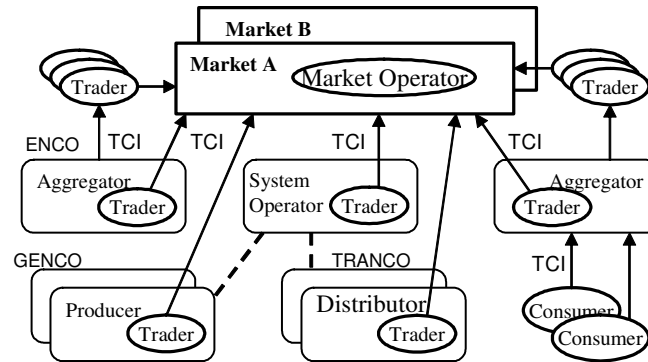 Market B
Market A
Market Operator
Trader
Trader
ENCO
TCI
TCI
TCI
TCI
Aggregator
Trader
System
Operator
Trader
Aggregator
Trader
GENCO
TRANCO
TCI
Producer
Trader
Distributor
Trader
Consumer
Consumer